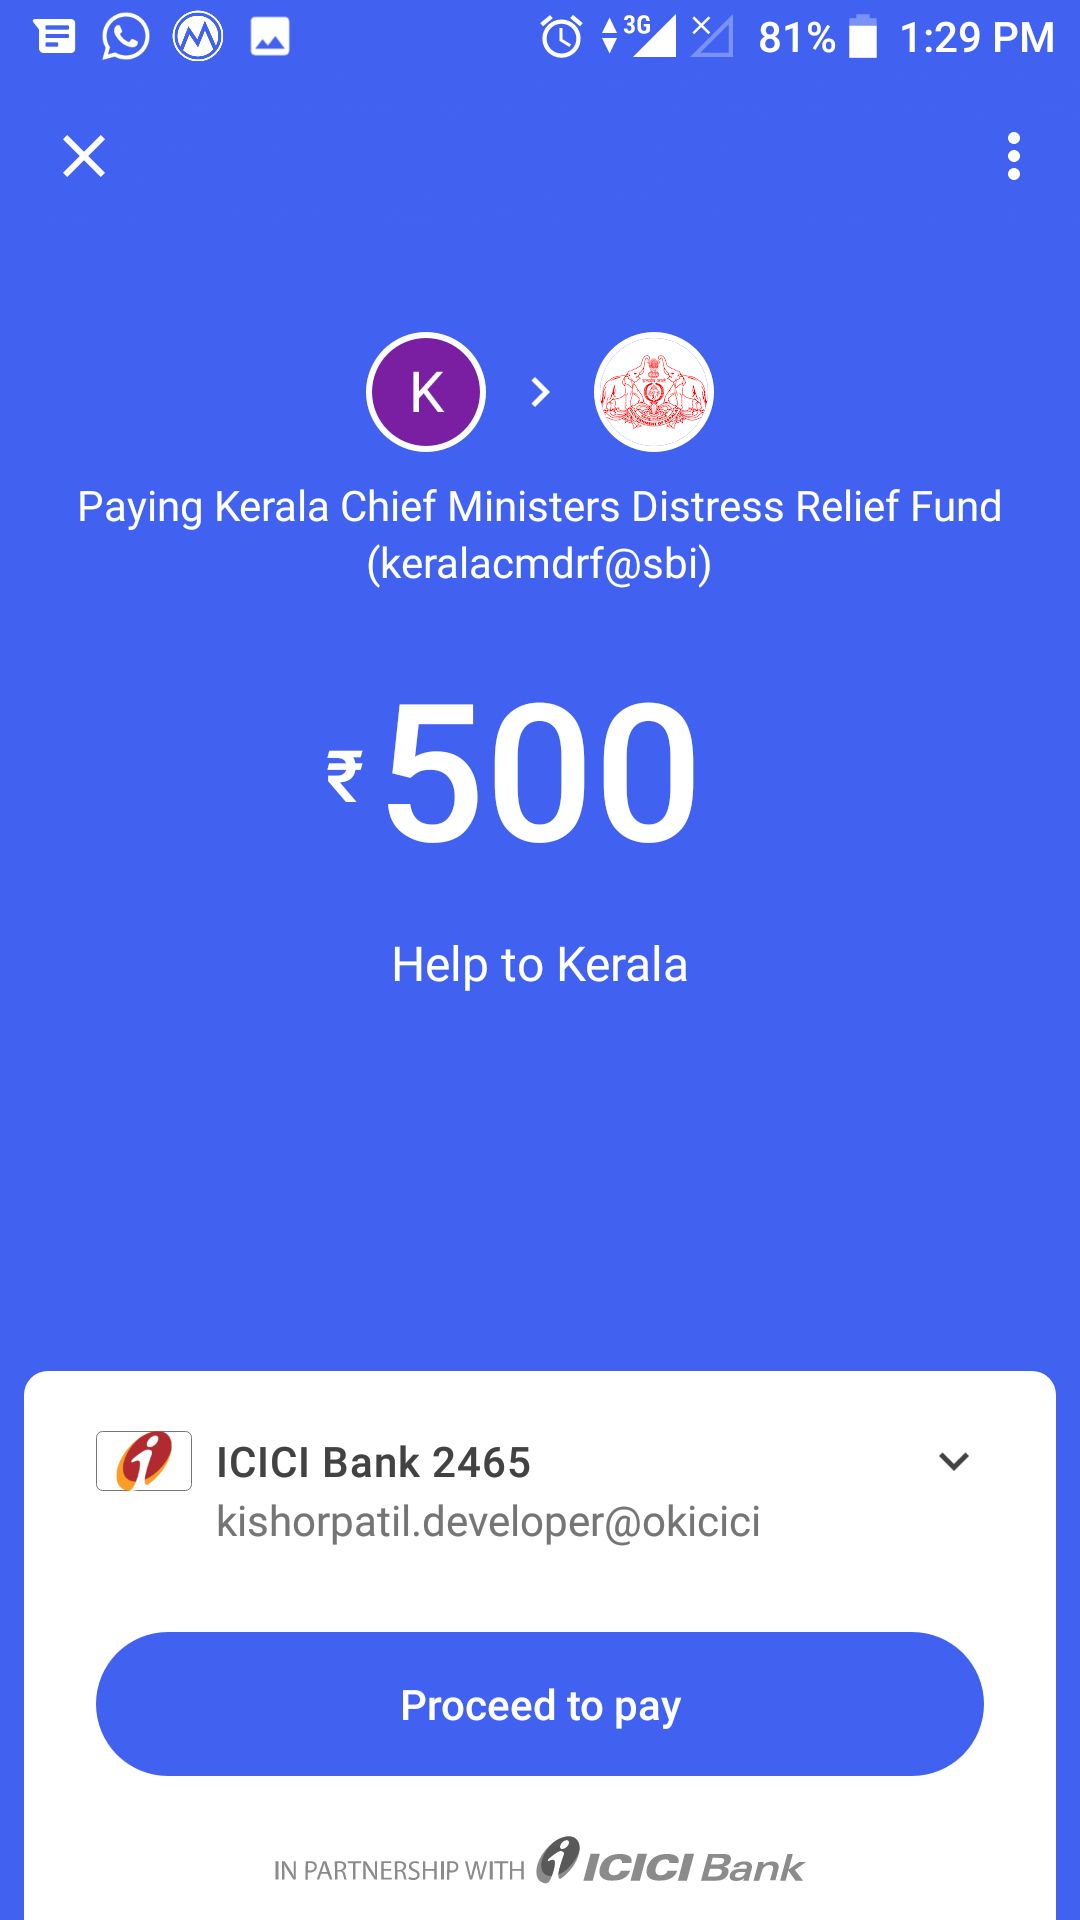 3G 81% 1:29 PM
K
Paying Kerala Chief Ministers Distress Relief Fund
(keralacmdrf@sbi)
₹500
Help to Kerala
ICICI Bank 2465
kishorpatil.developer@okicici
Proceed to pay
IN PARTNERSHIP WITH ICICI Bank